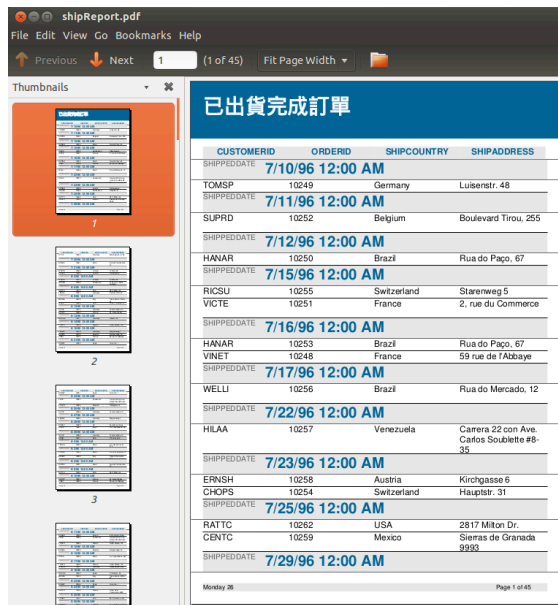 shipReport.pdf
File Edit View Go Bookmarks Help
Previous Next 1 (1 of 45) Fit Page Width
Thumbnails
1
2
3
已出貨完成訂單
CUSTOMERID ORDERID SHIPCOUNTRY SHIPADDRESS
SHIPPEDDATE 7/10/96 12:00 AM
TOMSP 10249 Germany Luisenstr. 48
SHIPPEDDATE 7/11/96 12:00 AM
SUPRD 10252 Belgium Boulevard Tirou, 255
SHIPPEDDATE 7/12/96 12:00 AM
HANAR 10250 Brazil Rua do Paço, 67
SHIPPEDDATE 7/15/96 12:00 AM
RICSU 10255 Switzerland Starenweg 5
VICTE 10251 France 2, rue du Commerce
SHIPPEDDATE 7/16/96 12:00 AM
HANAR 10253 Brazil Rua do Paço, 67
VINET 10248 France 59 rue de l'Abbaye
SHIPPEDDATE 7/17/96 12:00 AM
WELLI 10256 Brazil Rua do Mercado, 12
SHIPPEDDATE 7/22/96 12:00 AM
HILAA 10257 Venezuela Carrera 22 con Ave.
Carlos Soublette #8-
35
SHIPPEDDATE 7/23/96 12:00 AM
ERNSH 10258 Austria Kirchgasse 6
CHOPS 10254 Switzerland Hauptstr. 31
SHIPPEDDATE 7/25/96 12:00 AM
RATTC 10262 USA 2817 Milton Dr.
CENTC 10259 Mexico Sierras de Granada
9993
SHIPPEDDATE 7/29/96 12:00 AM
Monday 26 Page 1 of 45